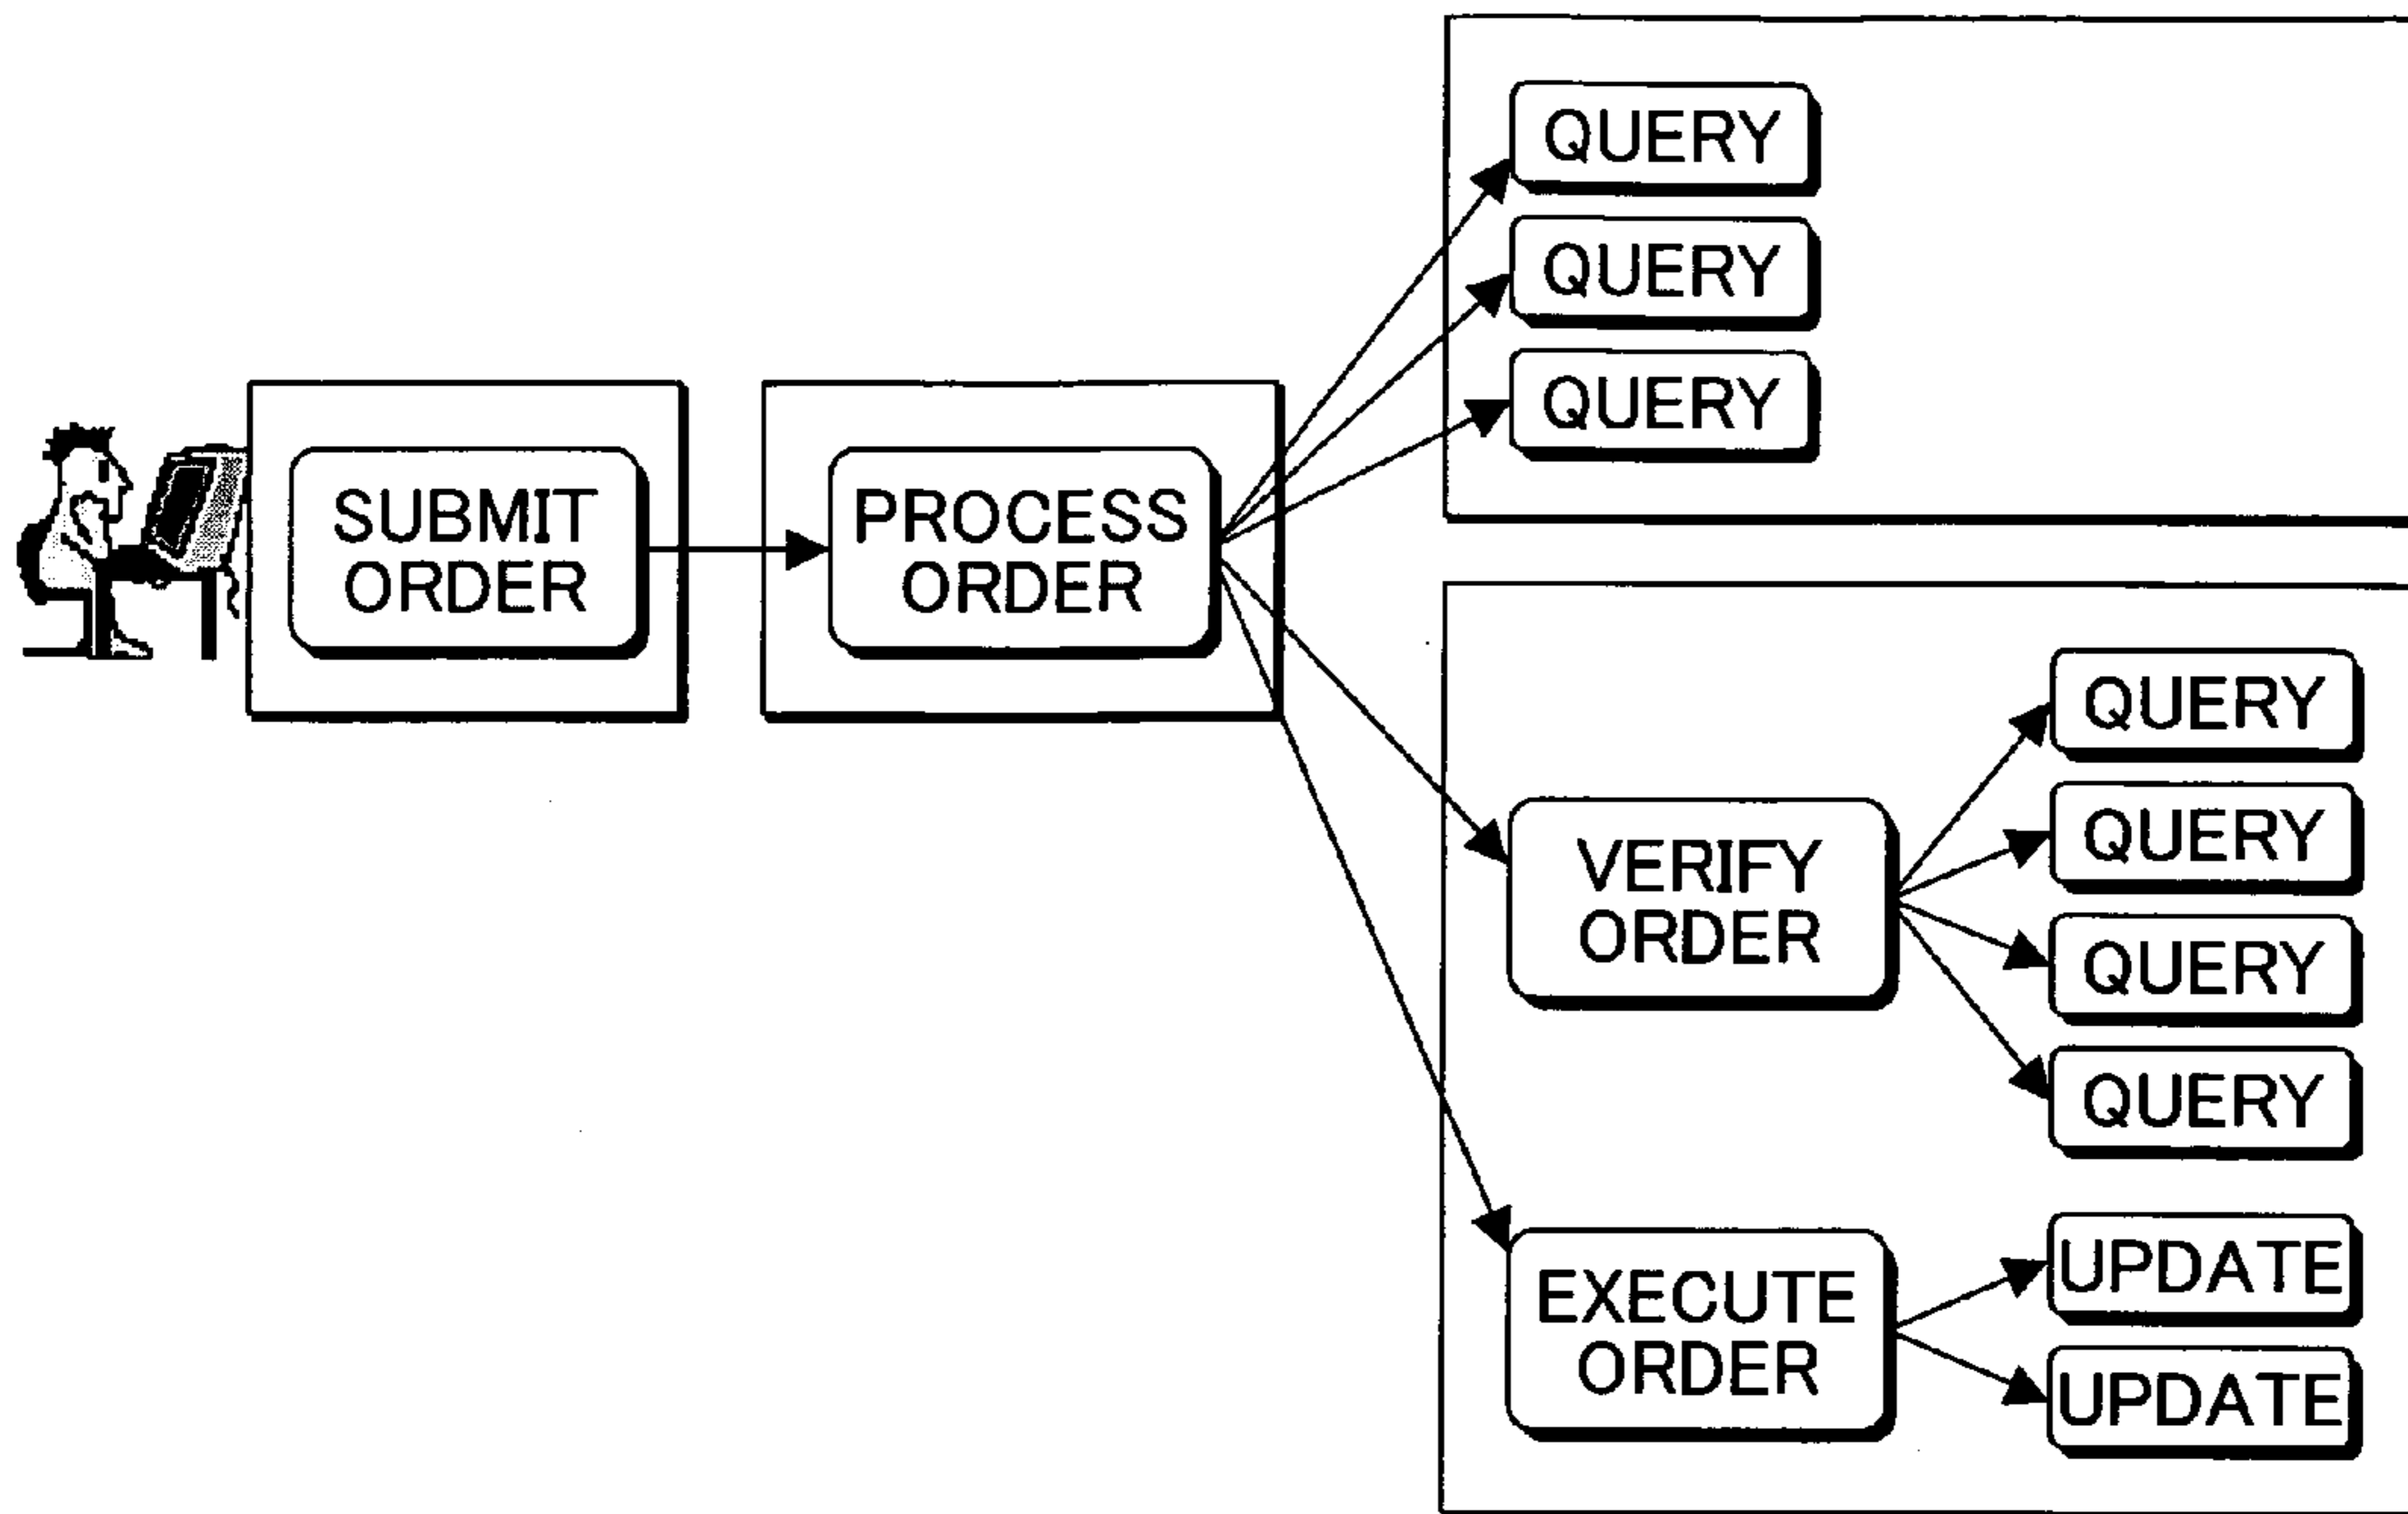 SUBMIT
ORDER
PROCESS
ORDER
QUERY
QUERY
QUERY
VERIFY
ORDER
QUERY
QUERY
QUERY
QUERY
EXECUTE
ORDER
UPDATE
UPDATE